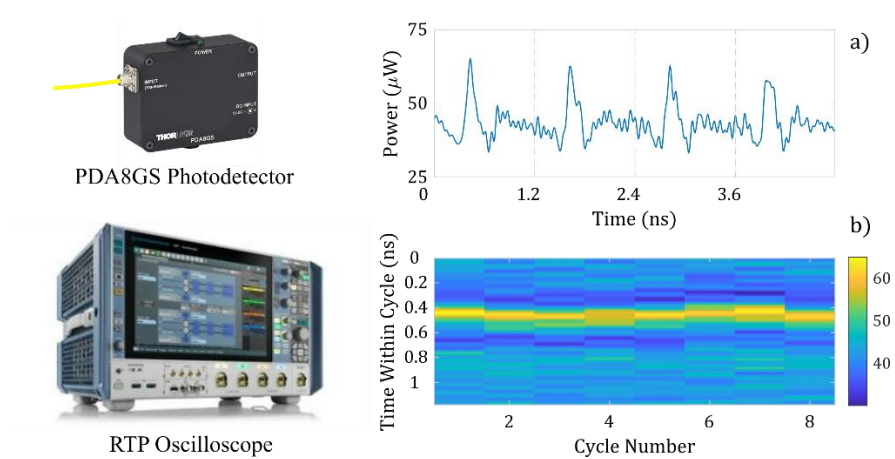 POWER
INPUT
OUTPUT
DC INPUT
THORLABS
PDA8GS
PDA8GS Photodetector
RTP Oscilloscope
a)
75
50
25
Power (μW)
0 1.2 2.4 3.6
Time (ns)
b)
0
0.2
0.4
0.6
0.8
1
Time Within Cycle (ns)
2 4 6 8
Cycle Number
60
50
40
30